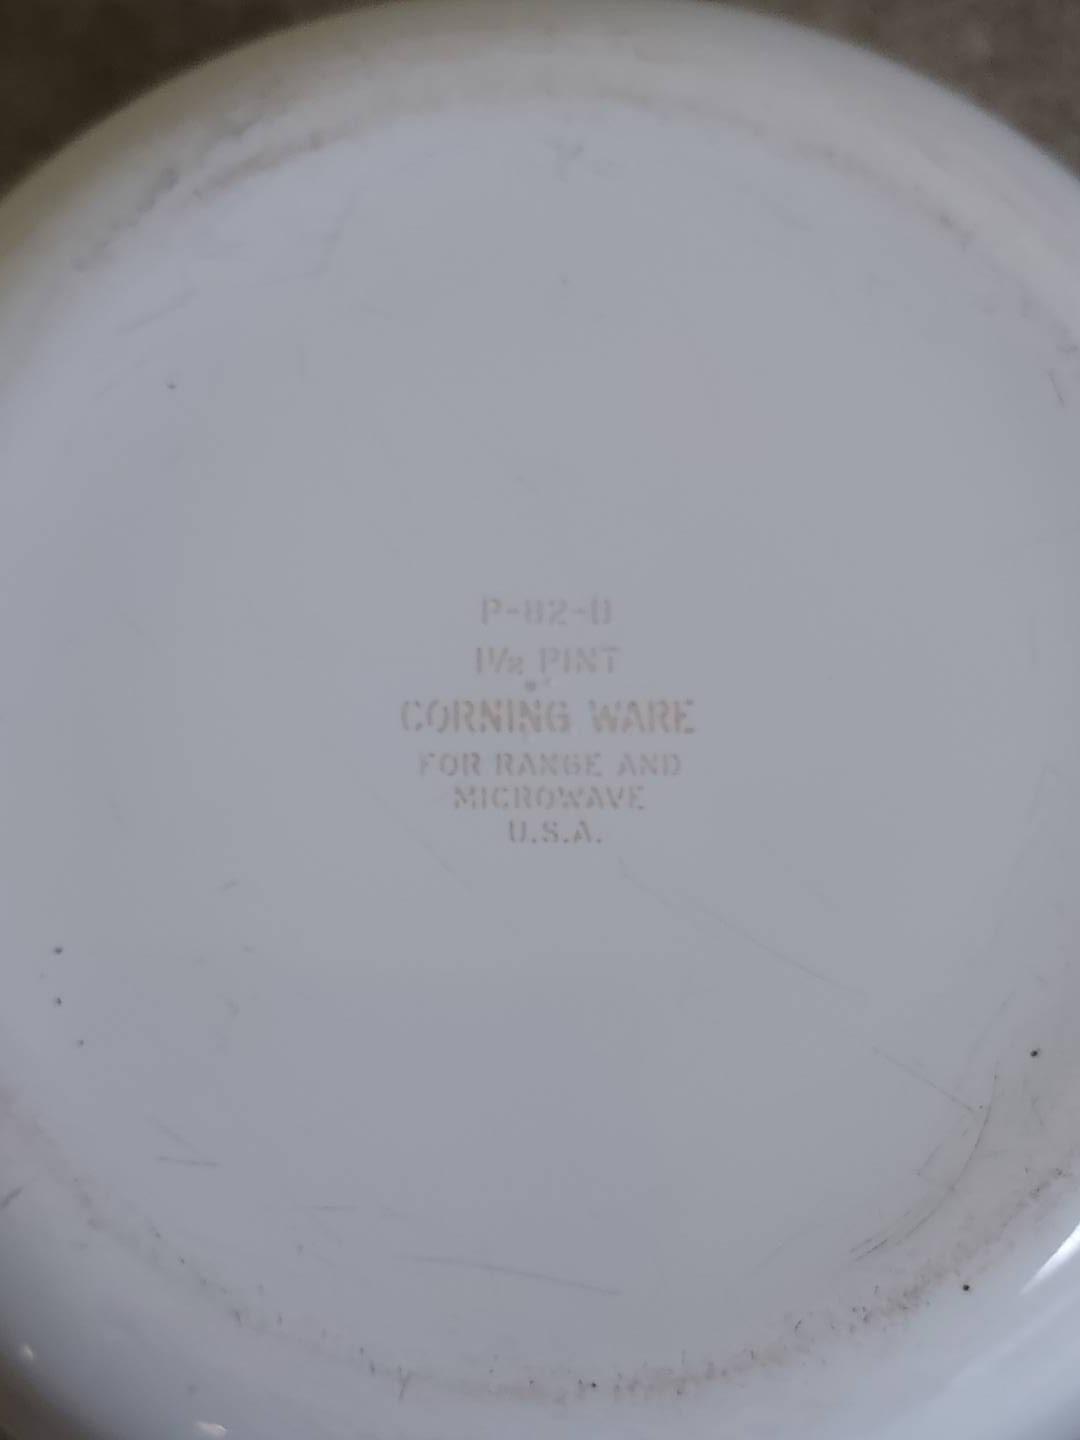 P-82-B
1½ PINT
CORNING WARE
FOR RANGE AND
MICROWAVE
U.S.A.